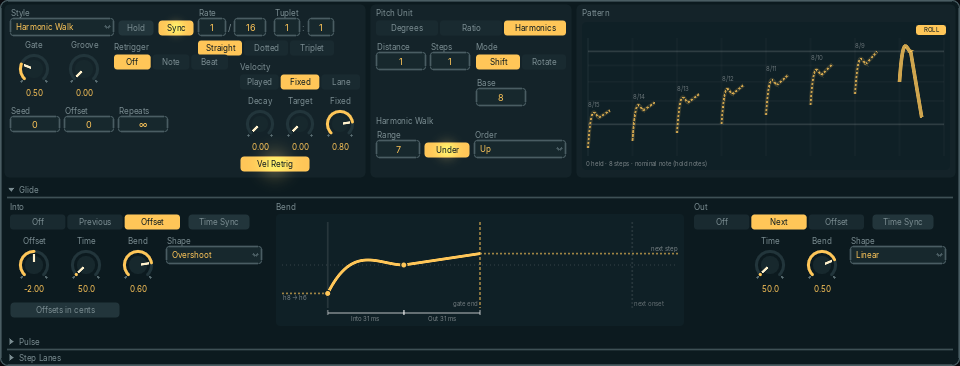 Style
Harmonic Walk
Hold
Sync
Rate
1 / 16
Tuplet
1 : 1
Straight
Dotted
Triplet
Gate
0.50
Groove
0.00
Retrigger
Off
Note
Beat
Velocity
Played
Fixed
Lane
Decay
0.00
Target
0.00
Fixed
0.80
Vel Retrig
Seed
0
Offset
0
Repeats
∞
Pitch Unit
Degrees
Ratio
Harmonics
Distance
1
Steps
1
Mode
Shift
Rotate
Base
8
Harmonic Walk
Range
7
Under
Order
Up
Pattern
ROLL
8/15
8/14
8/13
8/12
8/11
8/10
8/9
0 held · 8 steps · nominal note (hold notes)
Glide
Into
Off
Previous
Offset
Time Sync
Offset
-2.00
Time
50.0
Bend
0.60
Shape
Overshoot
Offsets in cents
Bend
next step
h8 → h6
gate end
next onset
Into 31 ms
Out 31 ms
Out
Off
Next
Offset
Time Sync
Time
50.0
Bend
0.50
Shape
Linear
Pulse
Step Lanes